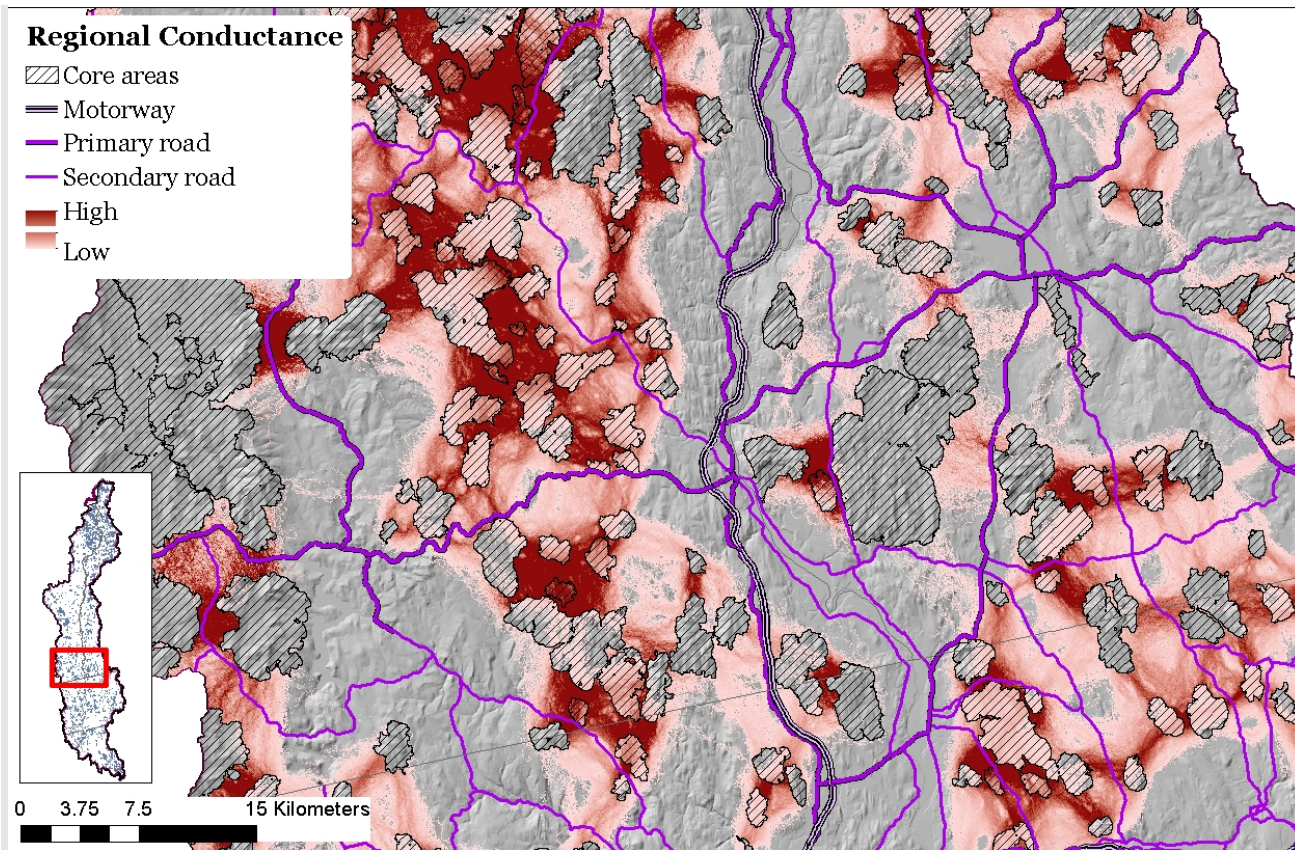 Regional Conductance
Core areas
Motorway
Primary road
Secondary road
High
Low
0 3.75 7.5 15 Kilometers